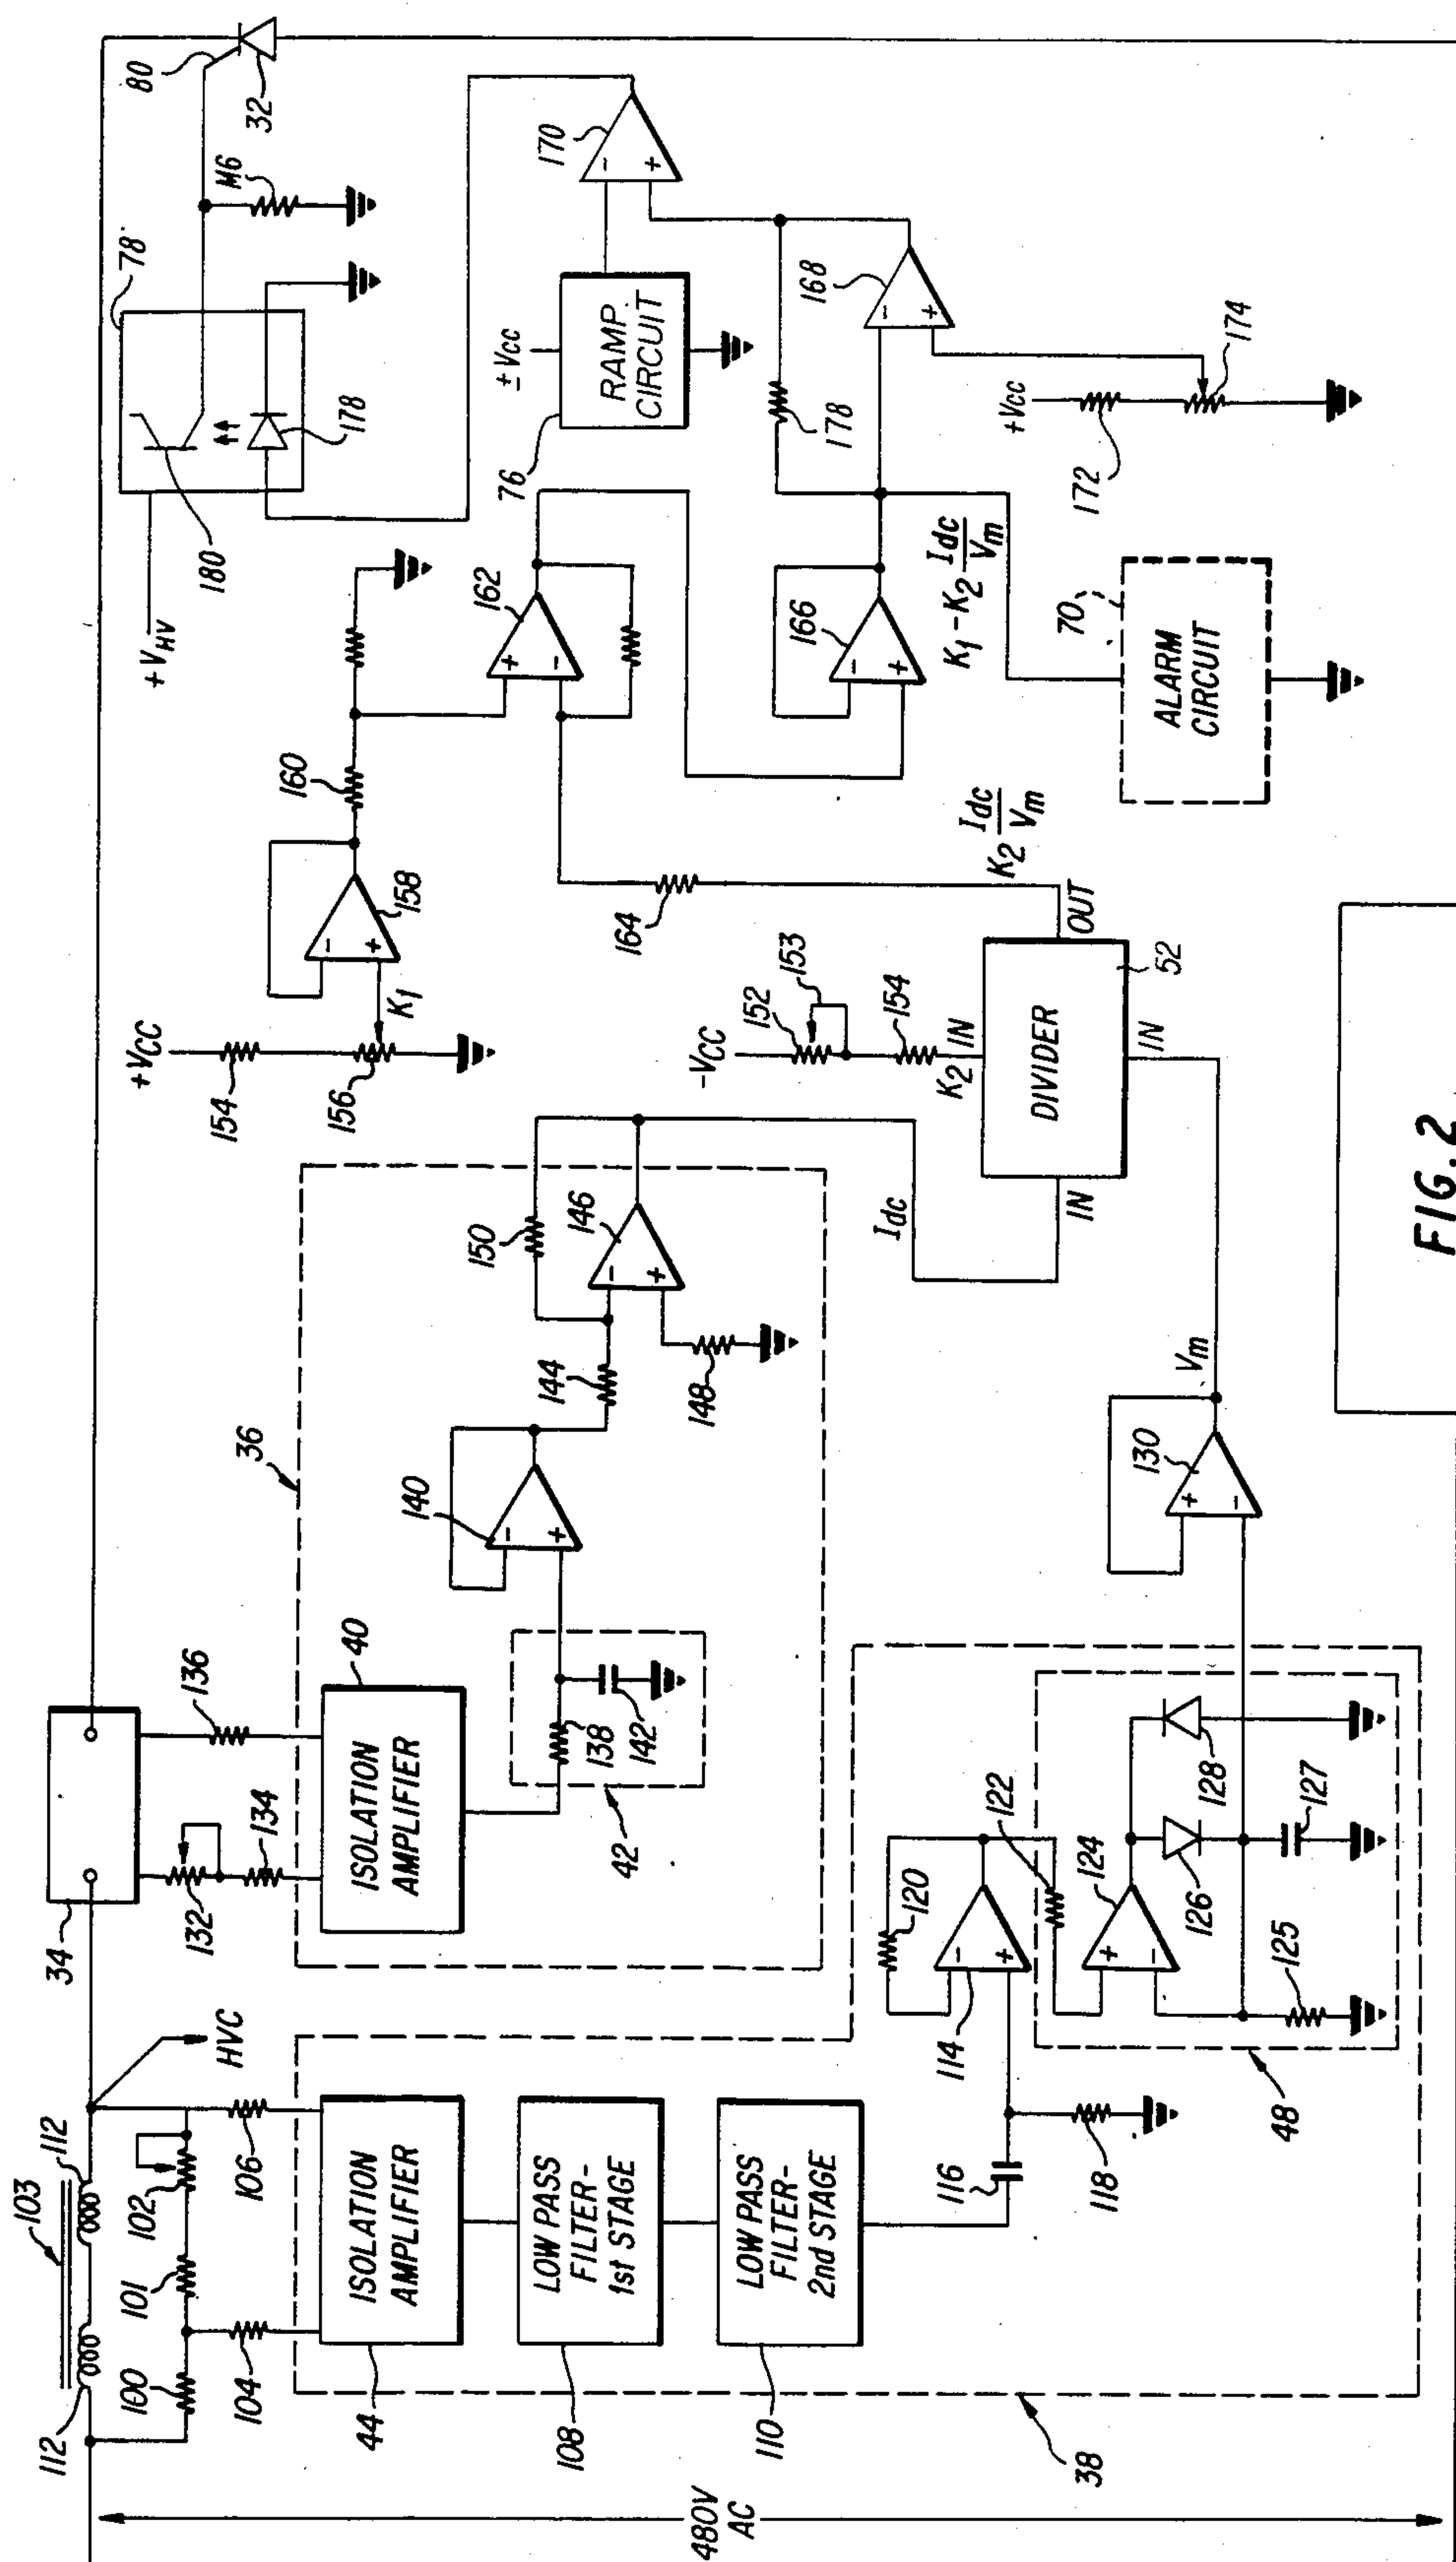 112
103
112
100
101
102
104
106
HVC
34
132
134
136
480V
AC
44
ISOLATION
AMPLIFIER
108
LOW PASS
FILTER-
1st STAGE
110
LOW PASS
FILTER-
2nd STAGE
38
116
118
114
-
+
120
122
124
+
-
125
126
127
128
48
130
+
-
Vm
36
40
ISOLATION
AMPLIFIER
42
138
142
140
-
+
144
146
-
+
148
150
Idc
IN
DIVIDER
52
IN
K2 IN
OUT
-VCC
152
153
154
K2 Idc
Vm
+VCC
154
156
K1
158
-
+
160
162
+
-
164
166
-
+
K1 - K2 Idc
Vm
70
ALARM
CIRCUIT
168
-
+
178
+Vcc
172
174
76
±Vcc
RAMP
CIRCUIT
170
-
+
+VHV
180
178
78
M6
80
32
FIG. 2